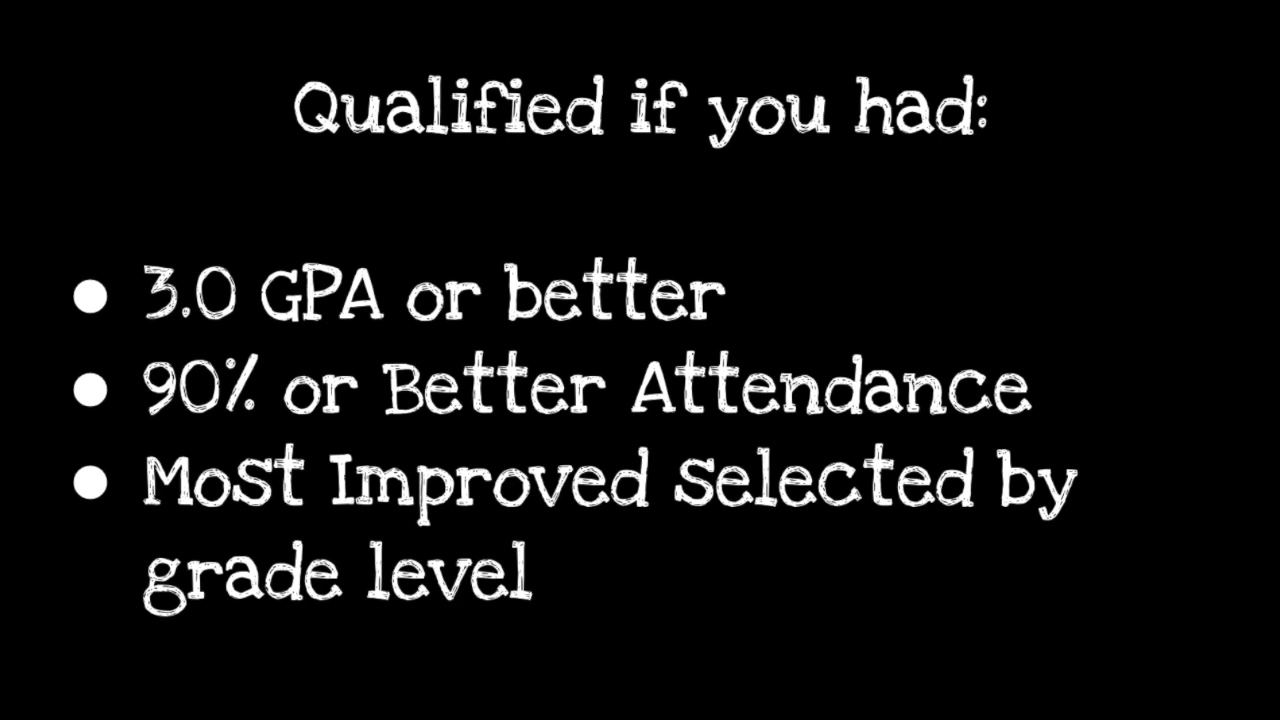 Qualified if you had:
● 3.0 GPA or better
● 90% or Better Attendance
● Most Improved selected by
grade level